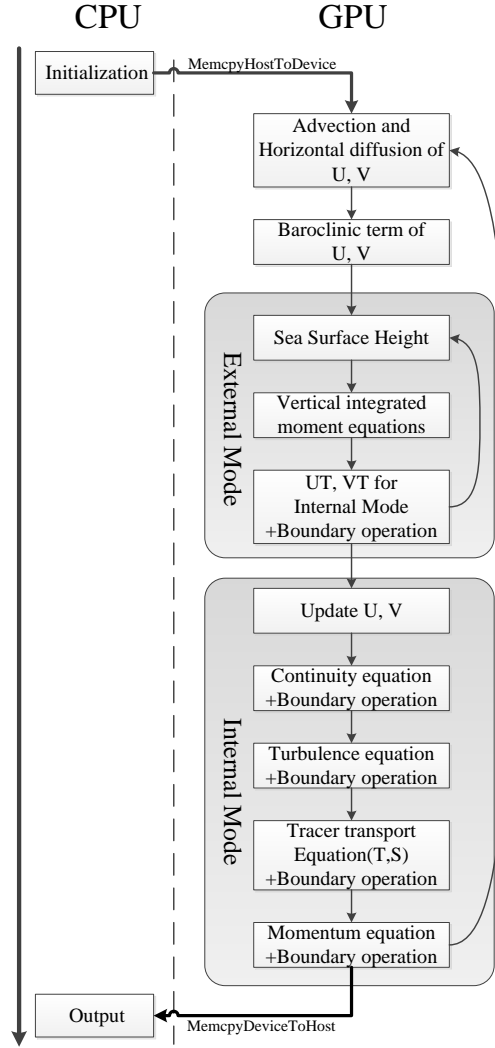 CPU
GPU
Initialization
MemcpyHostToDevice
Advection and
Horizontal diffusion of
U, V
Baroclinic term of
U, V
External Mode
Sea Surface Height
Vertical integrated
moment equations
UT, VT for
Internal Mode
+Boundary operation
Internal Mode
Update U, V
Continuity equation
+Boundary operation
Turbulence equation
+Boundary operation
Tracer transport
Equation(T,S)
+Boundary operation
Momentum equation
+Boundary operation
Output
MemcpyDeviceToHost